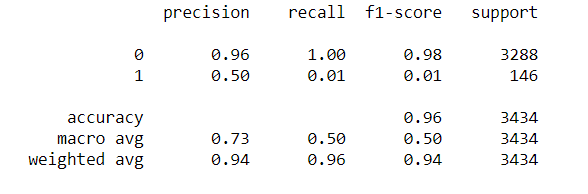 precision recall f1-score support
0 0.96 1.00 0.98 3288
1 0.50 0.01 0.01 146
accuracy 0.96 3434
macro avg 0.73 0.50 0.50 3434
weighted avg 0.94 0.96 0.94 3434